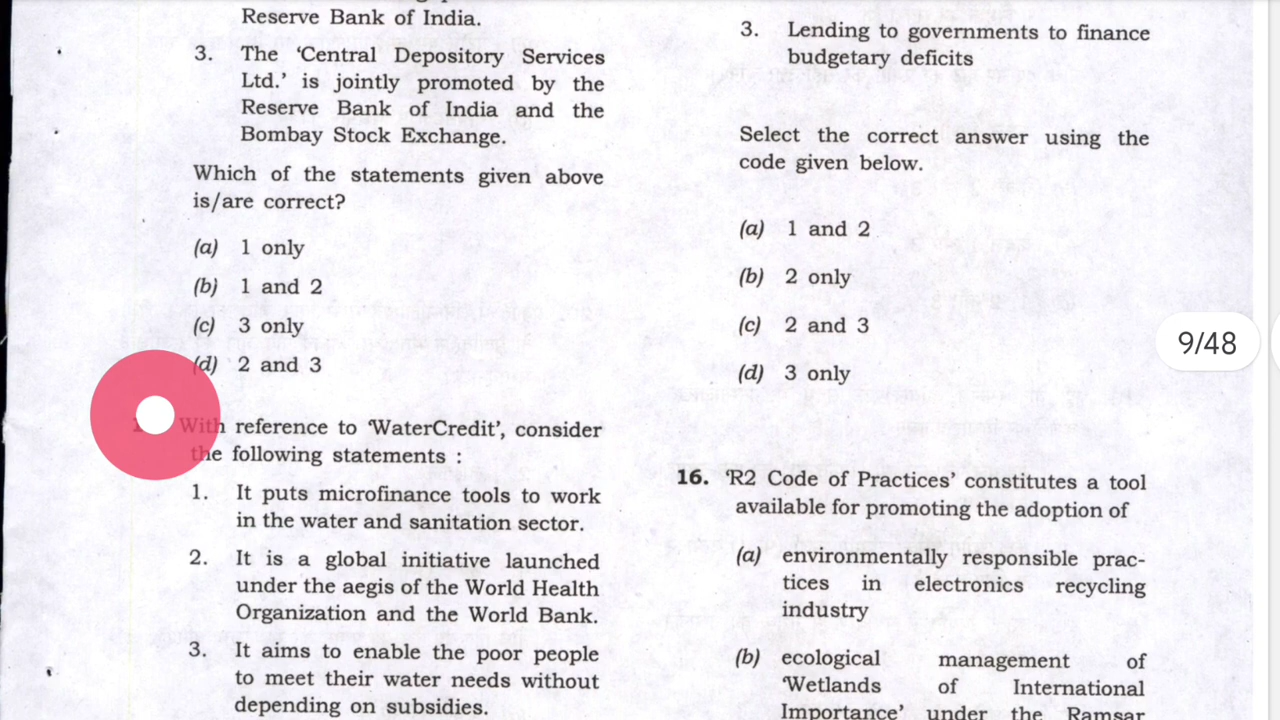 Reserve Bank of India.
3. The ‘Central Depository Services
Ltd.’ is jointly promoted by the
Reserve Bank of India and the
Bombay Stock Exchange.
Which of the statements given above
is/are correct?
(a) 1 only
(b) 1 and 2
(c) 3 only
(d) 2 and 3
With reference to ‘WaterCredit’, consider
the following statements :
1. It puts microfinance tools to work
in the water and sanitation sector.
2. It is a global initiative launched
under the aegis of the World Health
Organization and the World Bank.
3. It aims to enable the poor people
to meet their water needs without
depending on subsidies.
3. Lending to governments to finance
budgetary deficits
Select the correct answer using the
code given below.
(a) 1 and 2
(b) 2 only
(c) 2 and 3
(d) 3 only
16. ‘R2 Code of Practices’ constitutes a tool
available for promoting the adoption of
(a) environmentally responsible prac-
tices in electronics recycling
industry
(b) ecological management of
‘Wetlands of International
Importance’ under the Ramsar
9/48